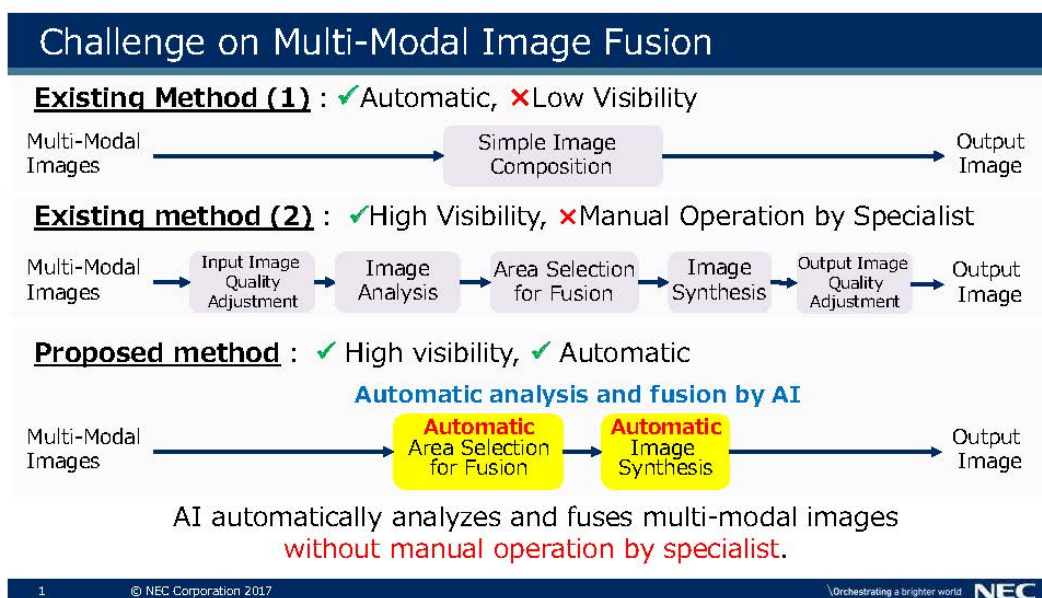 Challenge on Multi-Modal Image Fusion
Existing Method (1) : ✓Automatic, ×Low Visibility
Multi-Modal
Images
Simple Image
Composition
Output
Image
Existing method (2) : ✓High Visibility, ×Manual Operation by Specialist
Multi-Modal
Images
Input Image
Quality
Adjustment
Image
Analysis
Area Selection
for Fusion
Image
Synthesis
Output Image
Quality
Adjustment
Output
Image
Proposed method : ✓ High visibility, ✓ Automatic
Automatic analysis and fusion by AI
Multi-Modal
Images
Automatic
Area Selection
for Fusion
Automatic
Image
Synthesis
Output
Image
AI automatically analyzes and fuses multi-modal images
without manual operation by specialist.
1 © NEC Corporation 2017 \Orchestrating a brighter world NEC